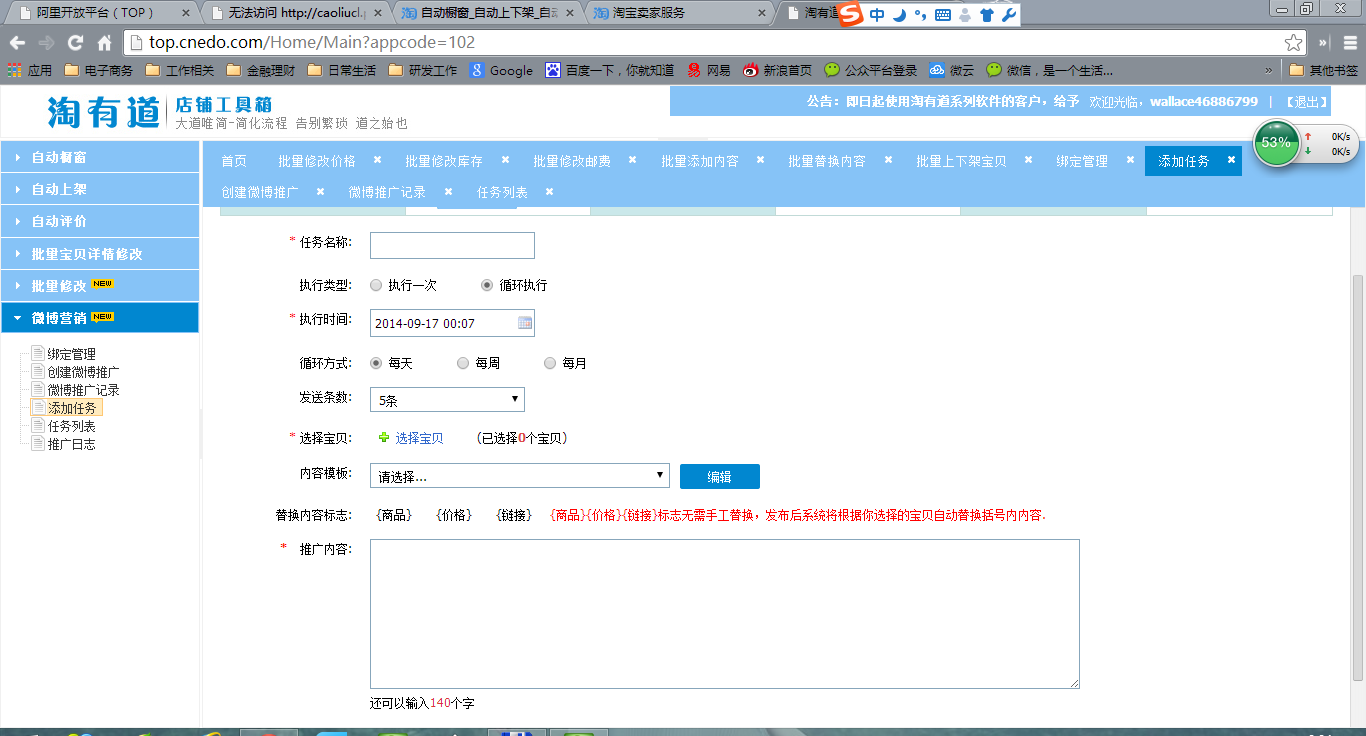 阿里开放平台（TOP） 无法访问 http://caoliucl.p 自动橱窗_自动上下架_自动 淘宝卖家服务 淘有道 中
top.cnedo.com/Home/Main?appcode=102
应用 电子商务 工作相关 金融理财 日常生活 研发工作 Google 百度一下，你就知道 网易 新浪首页 公众平台登录 微云 微信，是一个生活... » 其他书签
淘有道 店铺工具箱
大道唯简-简化流程 告别繁琐 道之始也
公告：即日起使用淘有道系列软件的客户，给予 欢迎光临，wallace46886799 | 【退出】
53% 0K/s
0K/s
自动橱窗
自动上架
自动评价
批量宝贝详情修改
批量修改 NEW
微博营销 NEW
绑定管理
创建微博推广
微博推广记录
添加任务
任务列表
推广日志
首页 批量修改价格 批量修改库存 批量修改邮费 批量添加内容 批量替换内容 批量上下架宝贝 绑定管理 添加任务
创建微博推广 微博推广记录 任务列表
* 任务名称:
执行类型: 执行一次 循环执行
* 执行时间: 2014-09-17 00:07
循环方式: 每天 每周 每月
发送条数: 5条
* 选择宝贝: 选择宝贝 (已选择0个宝贝)
内容模板: 请选择... 编辑
替换内容标志: {商品} {价格} {链接} {商品}{价格}{链接}标志无需手工替换，发布后系统将根据你选择的宝贝自动替换括号内内容.
* 推广内容:
还可以输入140个字